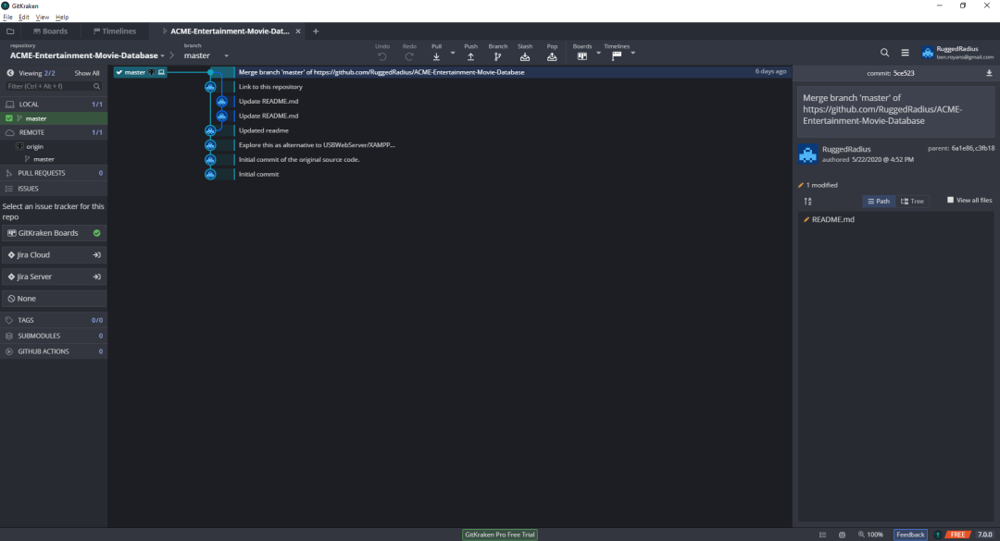 GitKraken
File Edit View Help
Boards
Timelines
ACME-Entertainment-Movie-Dat...
repository
ACME-Entertainment-Movie-Database
branch
master
Undo Redo Pull Push Branch Stash Pop Boards Timelines
RuggedRadius
ben.royans@gmail.com
Viewing 2/2 Show All
Filter (Ctrl + Alt + f)
LOCAL 1/1
master
REMOTE 1/1
origin
master
PULL REQUESTS 0
ISSUES
Select an issue tracker for this
repo
GitKraken Boards
Jira Cloud
Jira Server
None
TAGS 0/0
SUBMODULES 0
GITHUB ACTIONS 0
master
Merge branch 'master' of https://github.com/RuggedRadius/ACME-Entertainment-Movie-Database 6 days ago
Link to this repository
Update README.md
Update README.md
Updated readme
Explore this as alternative to USBWebServer/XAMPP...
Initial commit of the original source code.
Initial commit
commit: 5ce523
Merge branch 'master' of
https://github.com/RuggedRadius/ACME-
Entertainment-Movie-Database
RuggedRadius
authored 5/22/2020 @ 4:52 PM
parent: 6a1e86,c3fb18
1 modified
Path Tree View all files
README.md
GitKraken Pro Free Trial
100% Feedback FREE 7.0.0